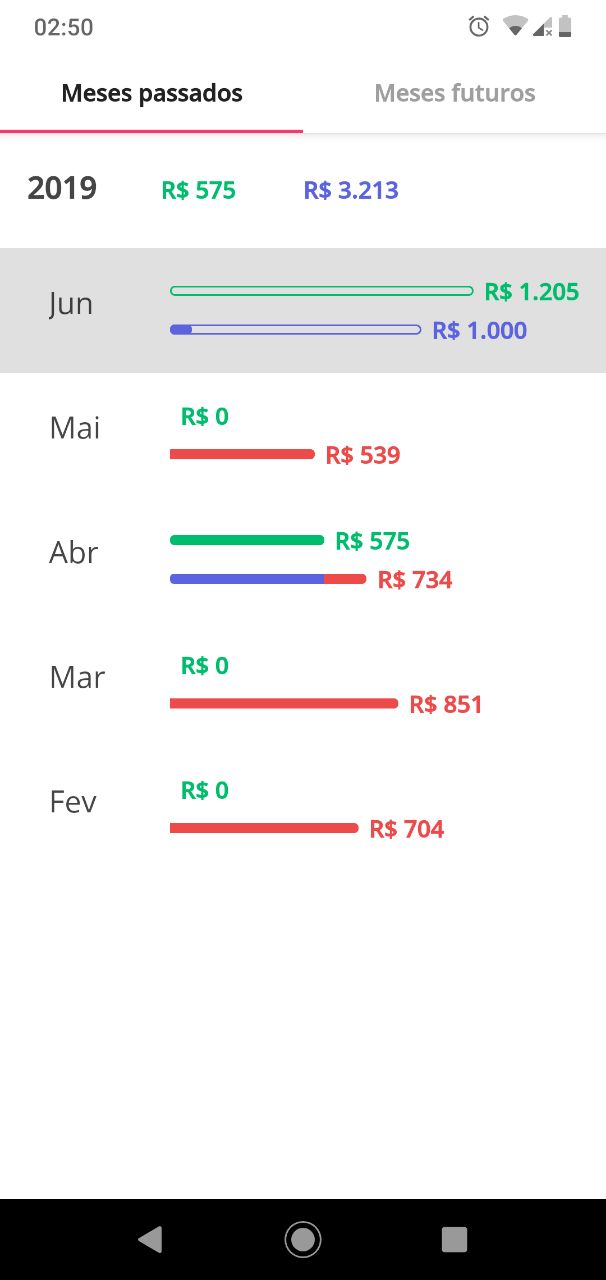 02:50
Meses passados
Meses futuros
2019 R$ 575 R$ 3.213
Jun
R$ 1.205
R$ 1.000
Mai
R$ 0
R$ 539
Abr
R$ 575
R$ 734
Mar
R$ 0
R$ 851
Fev
R$ 0
R$ 704